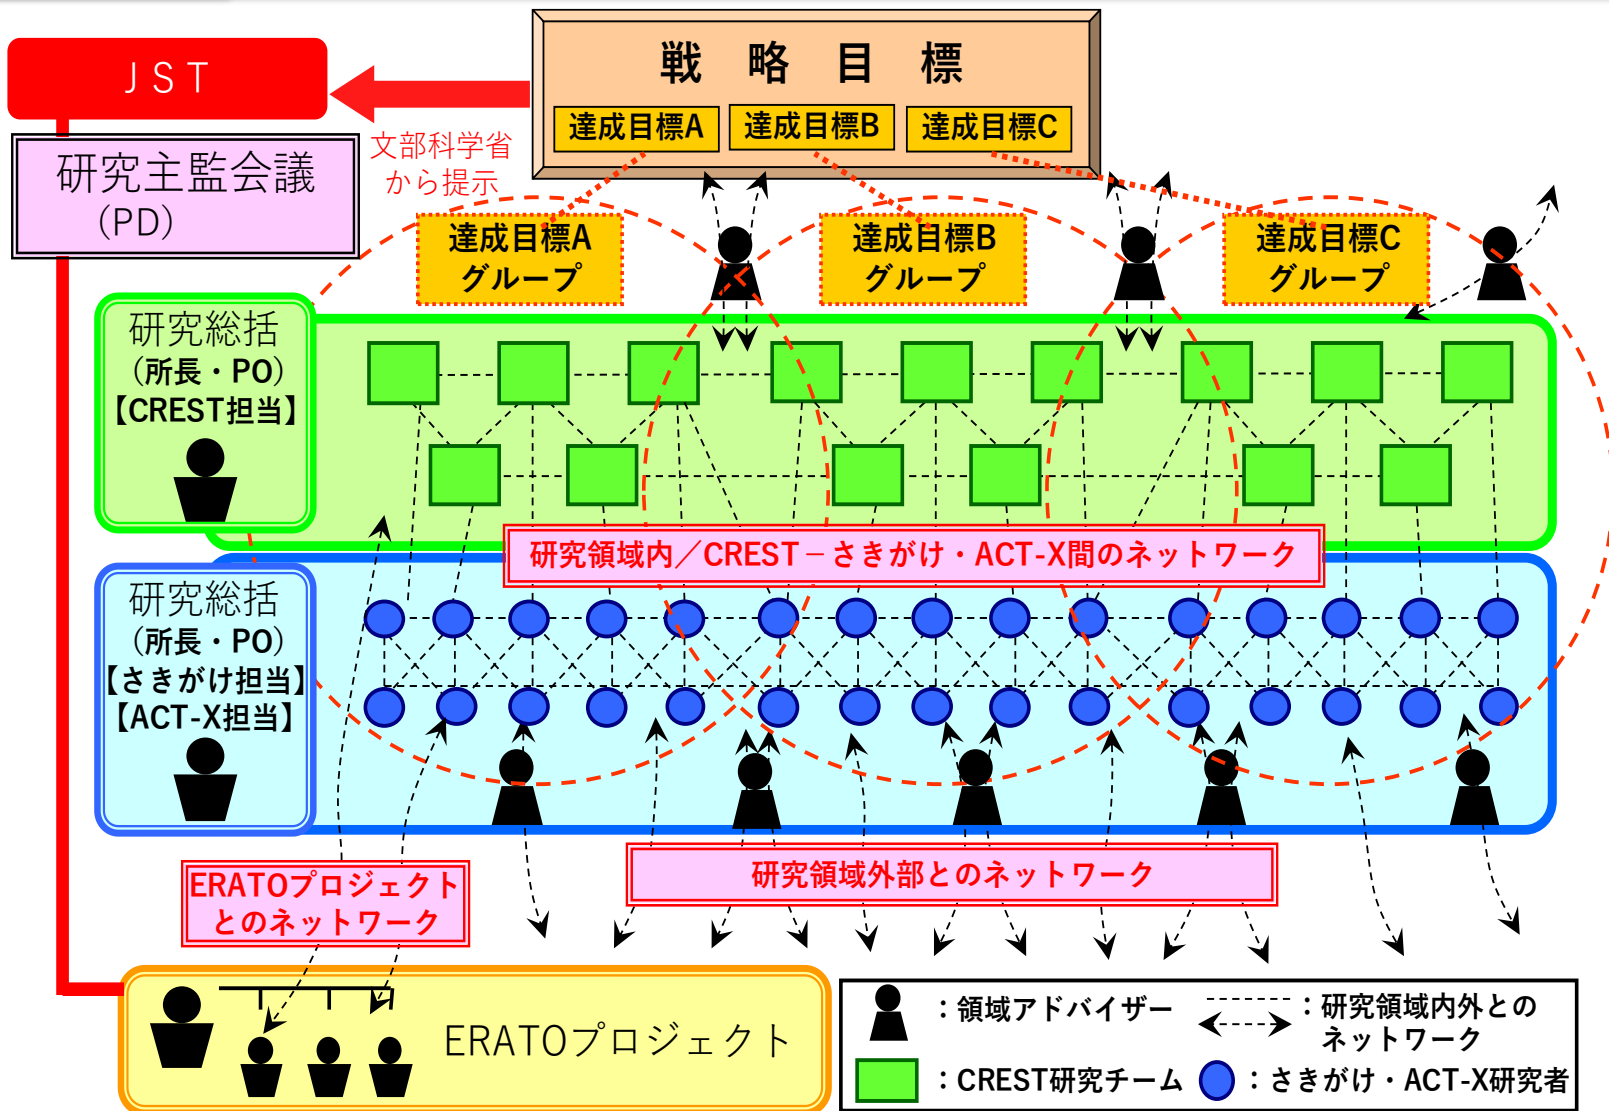 戦略目標
JST
達成目標A
達成目標B
達成目標C
文部科学省
から提示
研究主監会議
(PD)
達成目標A
グループ
達成目標B
グループ
達成目標C
グループ
研究総括
(所長・PO)
【CREST担当】
研究領域内／CREST－さきがけ・ACT-X間のネットワーク
研究総括
(所長・PO)
【さきがけ担当】
【ACT-X担当】
ERATOプロジェクト
とのネットワーク
研究領域外部とのネットワーク
ERATOプロジェクト
：領域アドバイザー
：研究領域内外との
ネットワーク
：CREST研究チーム
：さきがけ・ACT-X研究者